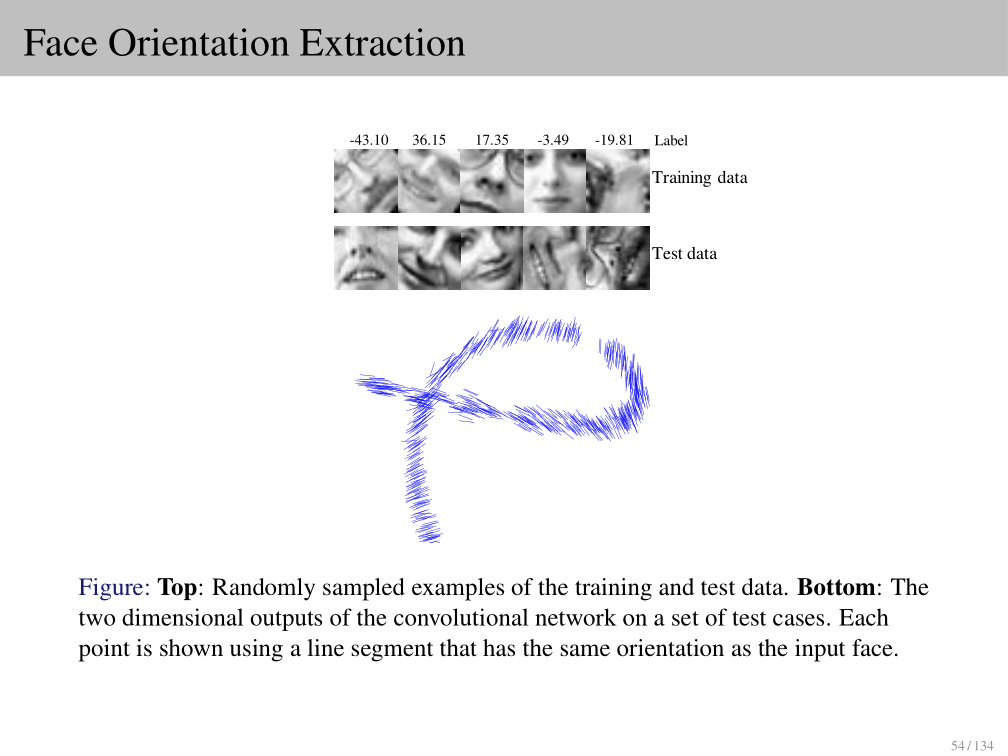 Face Orientation Extraction
-43.10 36.15 17.35 -3.49 -19.81 Label
Training data
Test data
Figure: Top: Randomly sampled examples of the training and test data. Bottom: The
two dimensional outputs of the convolutional network on a set of test cases. Each
point is shown using a line segment that has the same orientation as the input face.
54 / 134